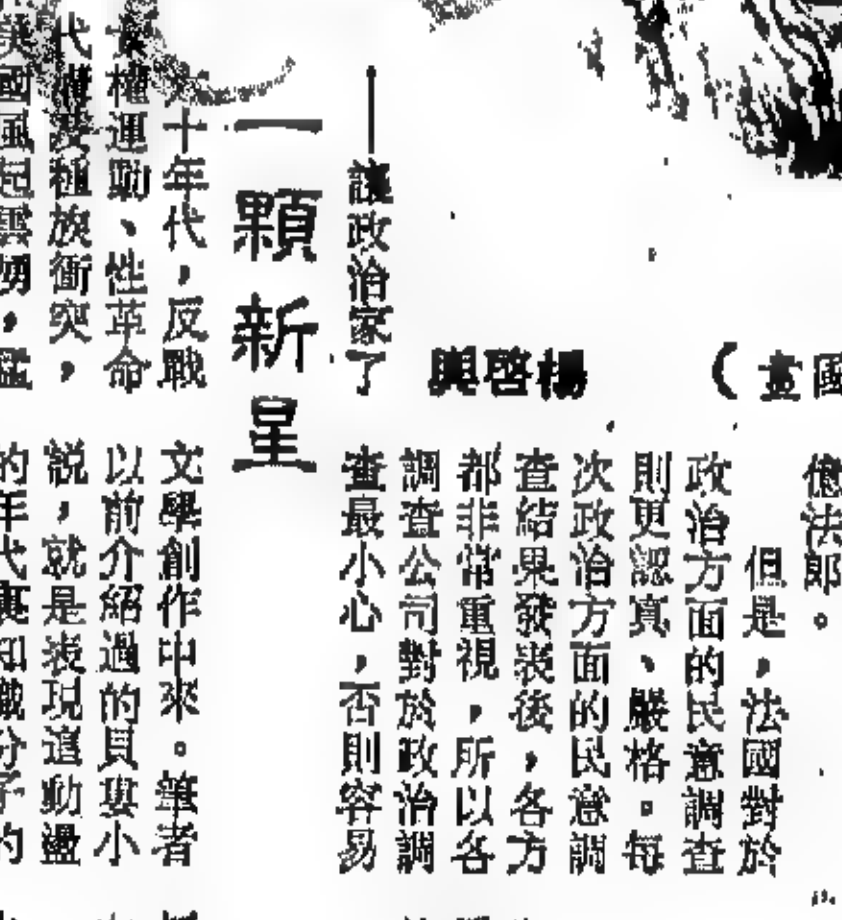 (畫國
楊啓興
億法郎。
但是，法國對於
政治方面的民意調查
則更認真、嚴格。每
次政治方面的民意調
查結果發表後，各方
都非常重視，所以各
調查公司對於政治調
查最小心，否則容易
——讓政治家了
一顆新星
十年代，反戰
女權運動、性革命
代溝及種族衝突，
美國風起雲湧，
文學創作中來。筆者
以前介紹過的貝婁小
説，就是表現這動盪
的年代裏知識分子的